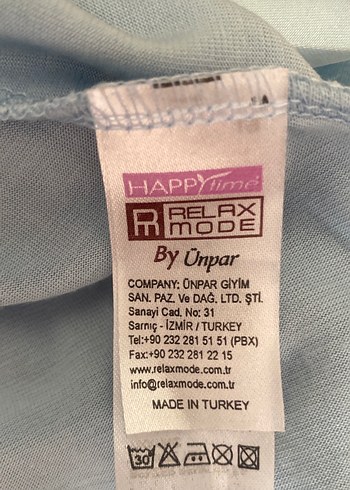 HAPPYtime
RM RELAX
MODE
By Ünpar
COMPANY: ÜNPAR GİYİM
SAN. PAZ. Ve DAĞ. LTD. ŞTİ.
Sanayi Cad. No: 31
Sarnıç - İZMİR / TURKEY
Tel:+90 232 281 51 51 (PBX)
Fax:+90 232 281 22 15
www.relaxmode.com.tr
info@relaxmode.com.tr
MADE IN TURKEY
30